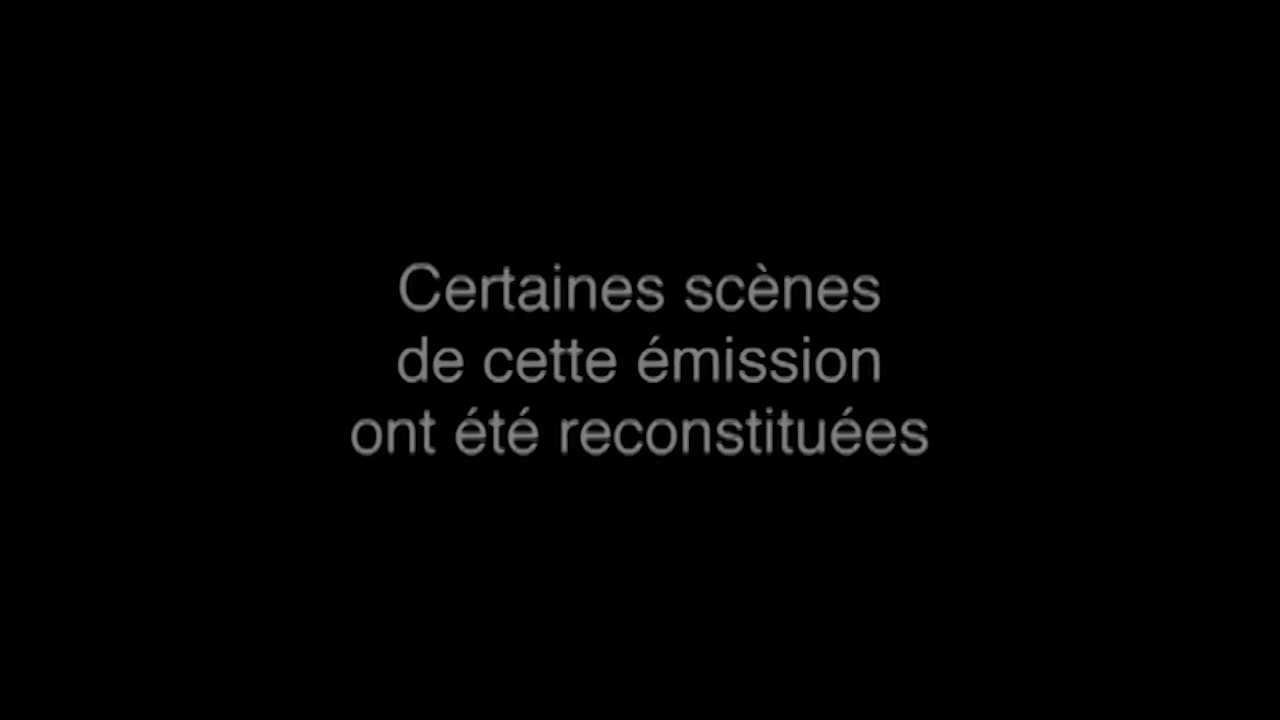 Certaines scènes
de cette émission
ont été reconstituées